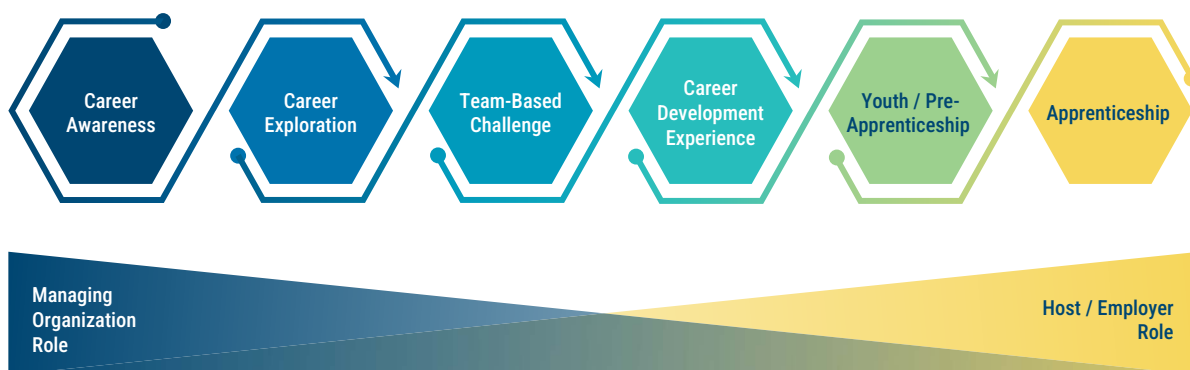 Career
Awareness
Career
Exploration
Team-Based
Challenge
Career
Development
Experience
Youth / Pre-
Apprenticeship
Apprenticeship
Managing
Organization
Role
Host / Employer
Role